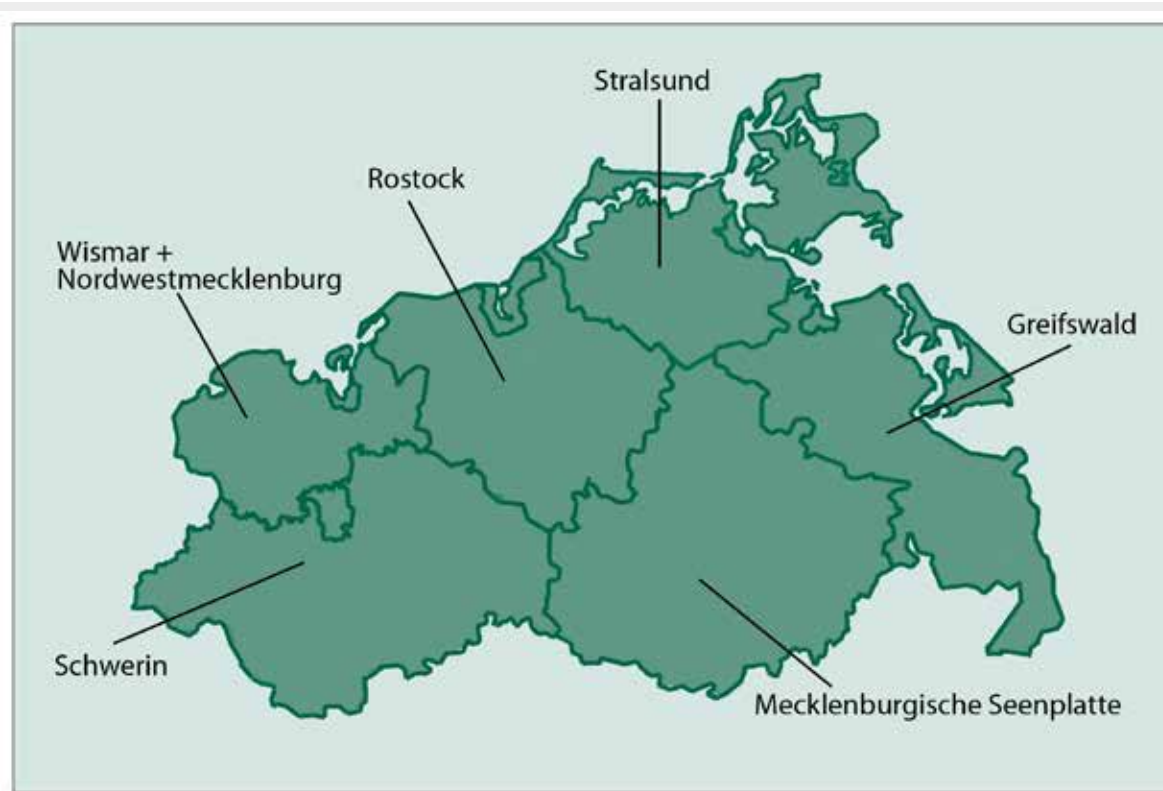 Stralsund
Rostock
Wismar +
Nordwestmecklenburg
Greifswald
Schwerin
Mecklenburgische Seenplatte